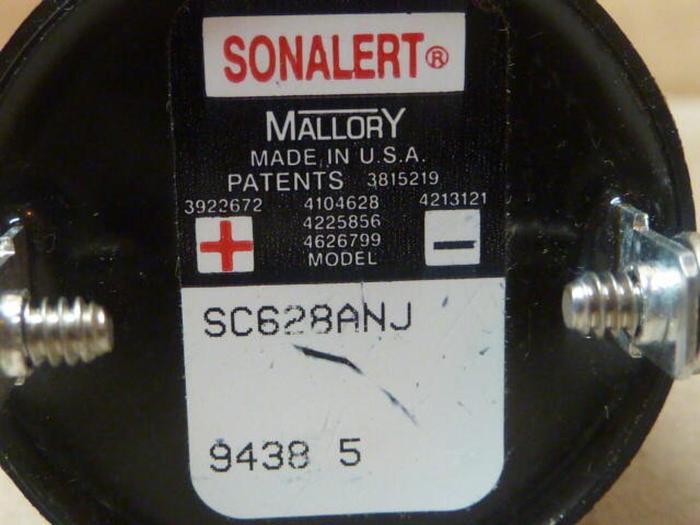 SONALERT®
MALLORY
MADE IN U.S.A.
PATENTS 3815219
3922672 4104628 4213121
4225856
4626799
+ MODEL −
SC628ANJ
9438 5